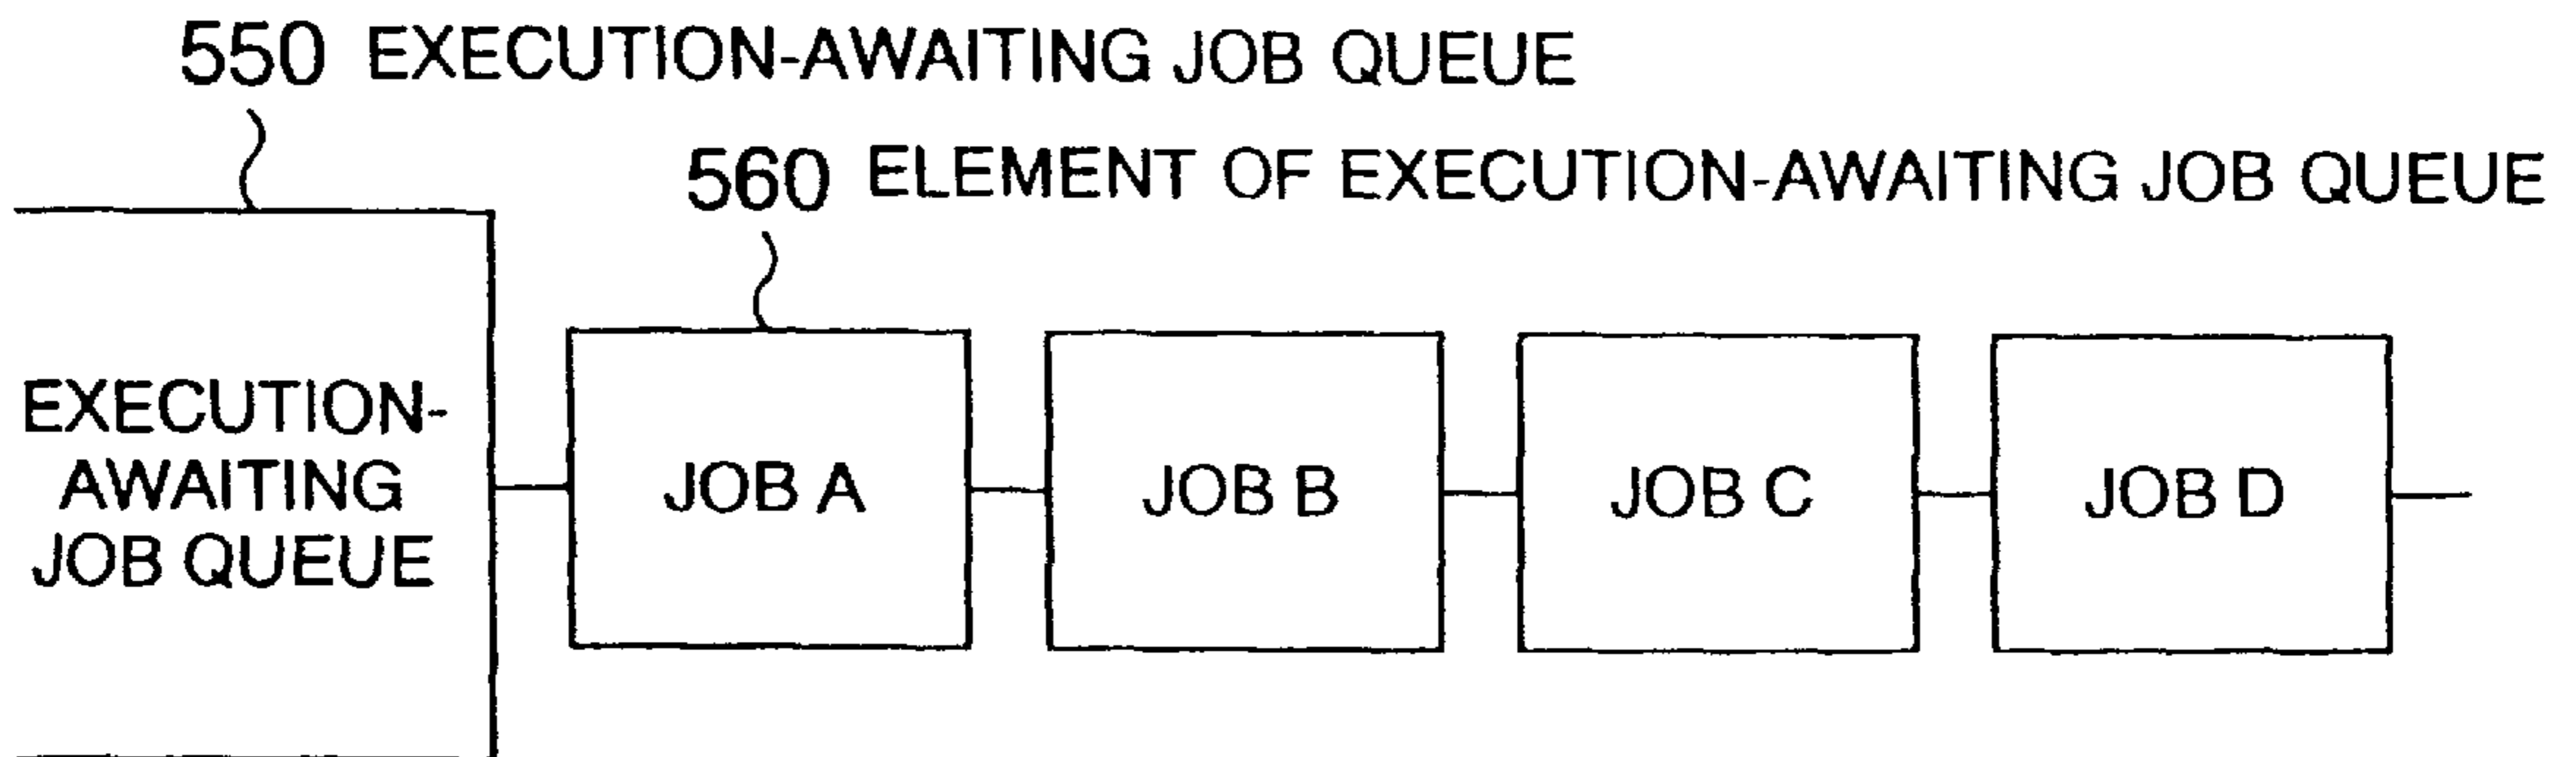 550 EXECUTION-AWAITING JOB QUEUE
560 ELEMENT OF EXECUTION-AWAITING JOB QUEUE
EXECUTION-
AWAITING
JOB QUEUE
JOB A
JOB B
JOB C
JOB D